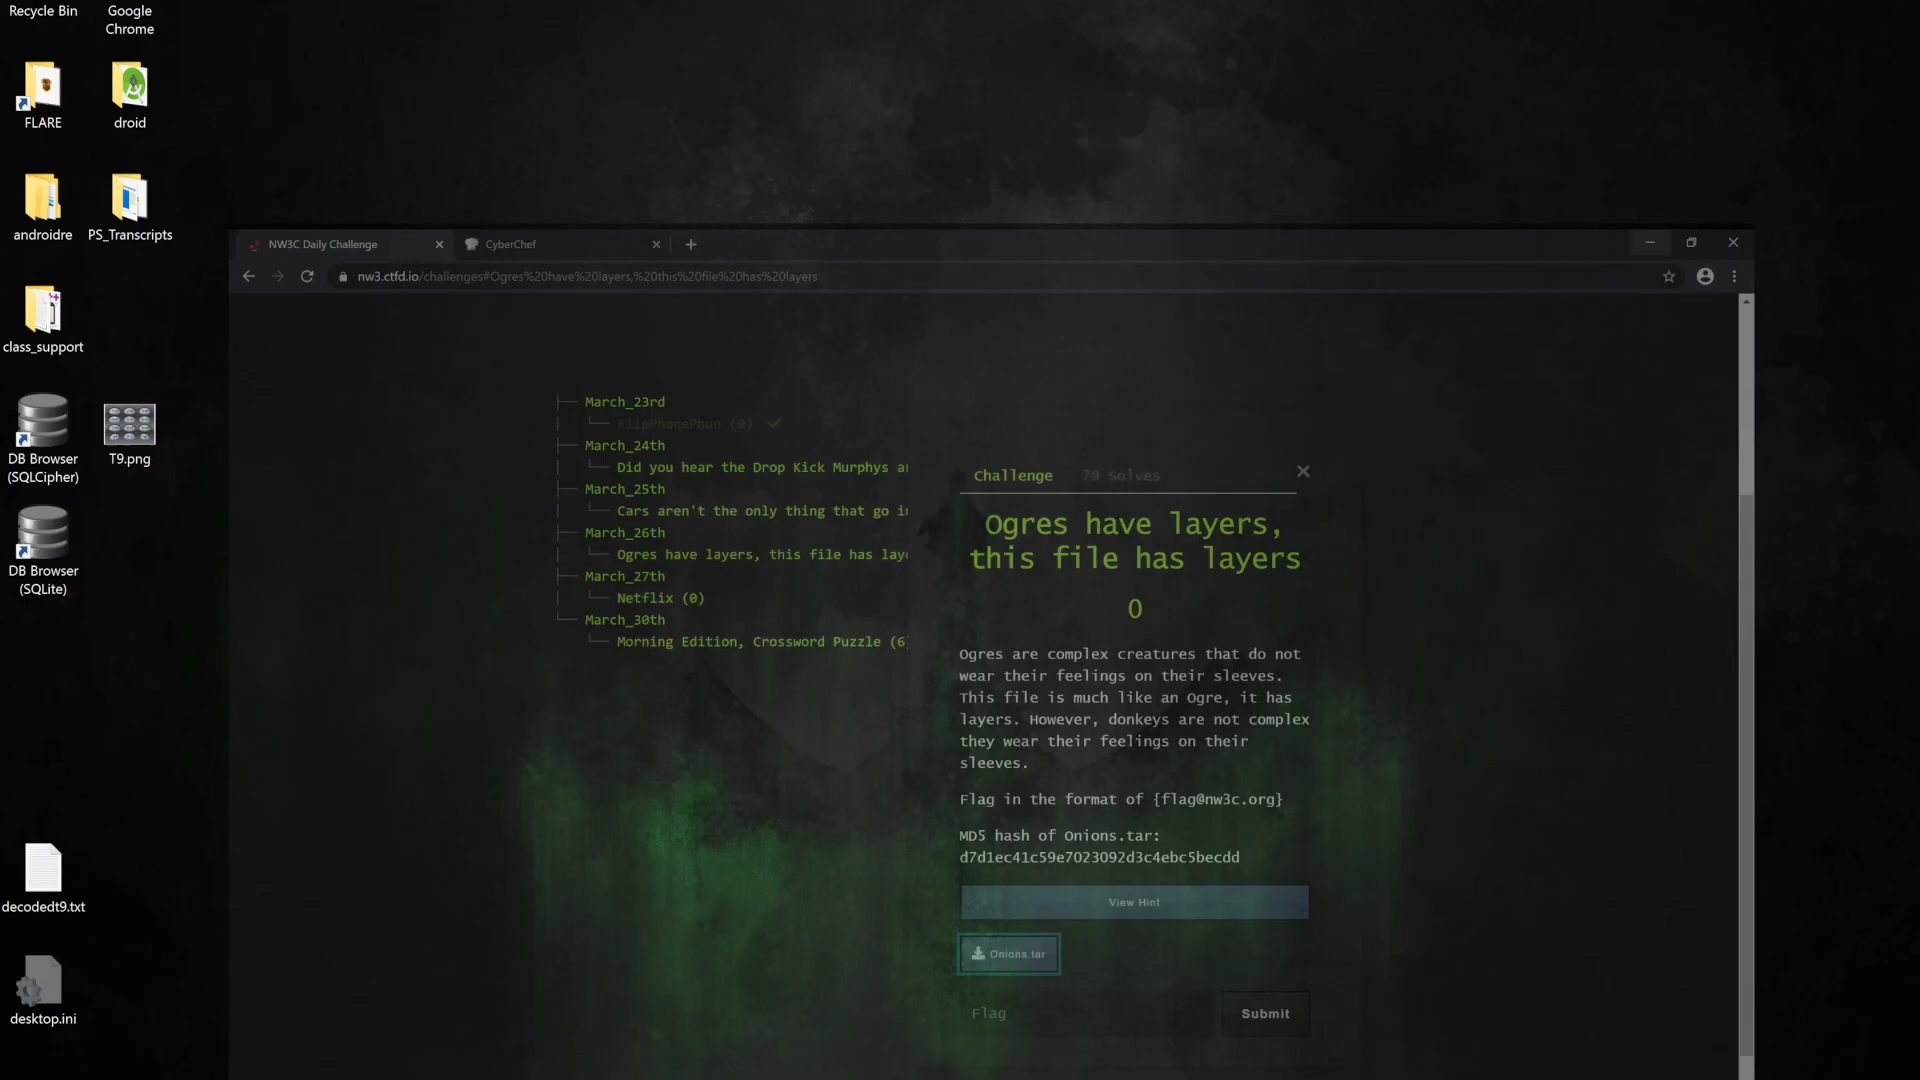 Recycle Bin
Google Chrome
FLARE
droid
androidre
PS_Transcripts
class_support
DB Browser (SQLCipher)
T9.png
DB Browser (SQLite)
decodedt9.txt
desktop.ini
NW3C Daily Challenge
CyberChef
nw3.ctfd.io/challenges#Ogres%20have%20layers,%20this%20file%20has%20layers
March_23rd
FlipPhonePhun (0)
March_24th
Did you hear the Drop Kick Murphys
March_25th
Cars aren't the only thing that go
March_26th
Ogres have layers, this file has
March_27th
Netflix (0)
March_30th
Morning Edition, Crossword Puzzle (6
Challenge
79 Solves
Ogres have layers,
this file has layers
0
Ogres are complex creatures that do not
wear their feelings on their sleeves.
This file is much like an Ogre, it has
layers. However, donkeys are not complex
they wear their feelings on their
sleeves.
Flag in the format of {flag@nw3c.org}
MD5 hash of Onions.tar:
d7d1ec41c59e7023092d3c4ebc5becdd
View Hint
Onions.tar
Flag
Submit